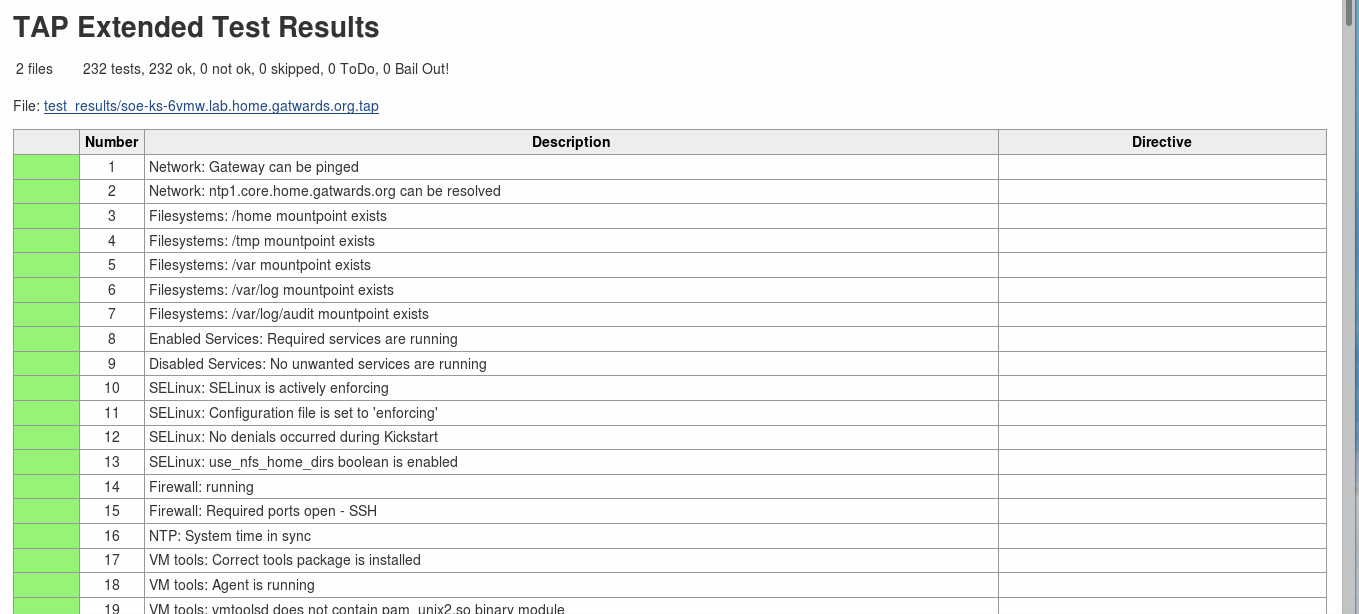 TAP Extended Test Results
2 files 232 tests, 232 ok, 0 not ok, 0 skipped, 0 ToDo, 0 Bail Out!
File: test_results/soe-ks-6vmw.lab.home.gatwards.org.tap
Number Description Directive
1 Network: Gateway can be pinged
2 Network: ntp1.core.home.gatwards.org can be resolved
3 Filesystems: /home mountpoint exists
4 Filesystems: /tmp mountpoint exists
5 Filesystems: /var mountpoint exists
6 Filesystems: /var/log mountpoint exists
7 Filesystems: /var/log/audit mountpoint exists
8 Enabled Services: Required services are running
9 Disabled Services: No unwanted services are running
10 SELinux: SELinux is actively enforcing
11 SELinux: Configuration file is set to 'enforcing'
12 SELinux: No denials occurred during Kickstart
13 SELinux: use_nfs_home_dirs boolean is enabled
14 Firewall: running
15 Firewall: Required ports open - SSH
16 NTP: System time in sync
17 VM tools: Correct tools package is installed
18 VM tools: Agent is running
19 VM tools: vmtoolsd does not contain pam_unix2.so binary module